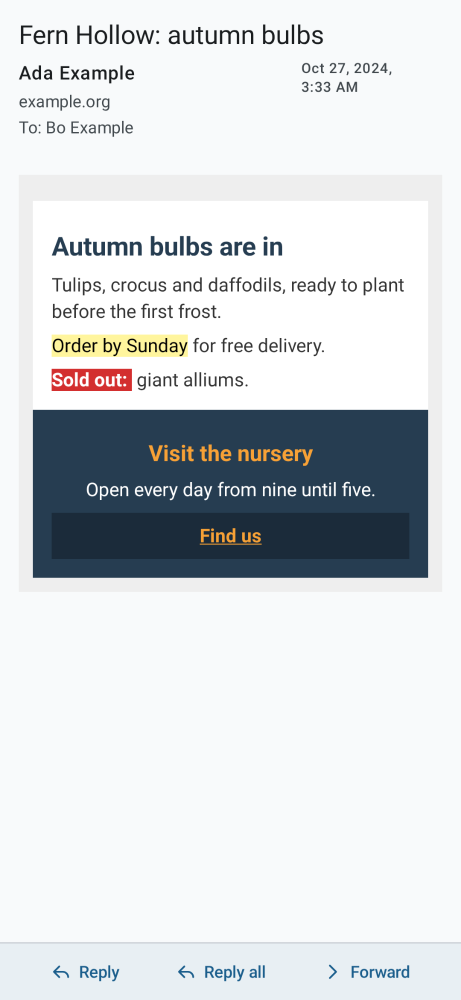 Fern Hollow: autumn bulbs
Ada Example
Oct 27, 2024,
3:33 AM
example.org
To: Bo Example
Autumn bulbs are in
Tulips, crocus and daffodils, ready to plant
before the first frost.
Order by Sunday for free delivery.
Sold out: giant alliums.
Visit the nursery
Open every day from nine until five.
Find us
Reply
Reply all
Forward